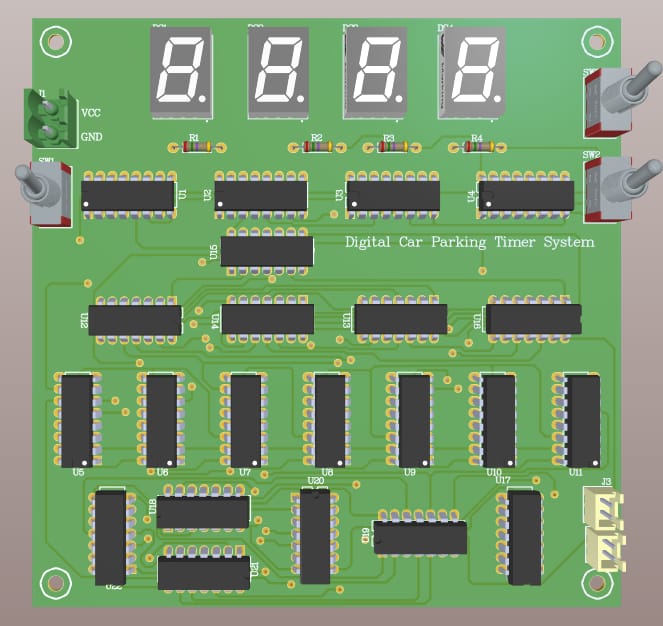 J1
VCC
GND
R1
R2
R3
R4
SW1
SW2
U1
U2
U3
U4
U15
Digital Car Parking Timer System
U12
U14
U13
U16
U5
U6
U7
U8
U9
U10
U11
U20
U17
J3
U18
U19
U21
U22